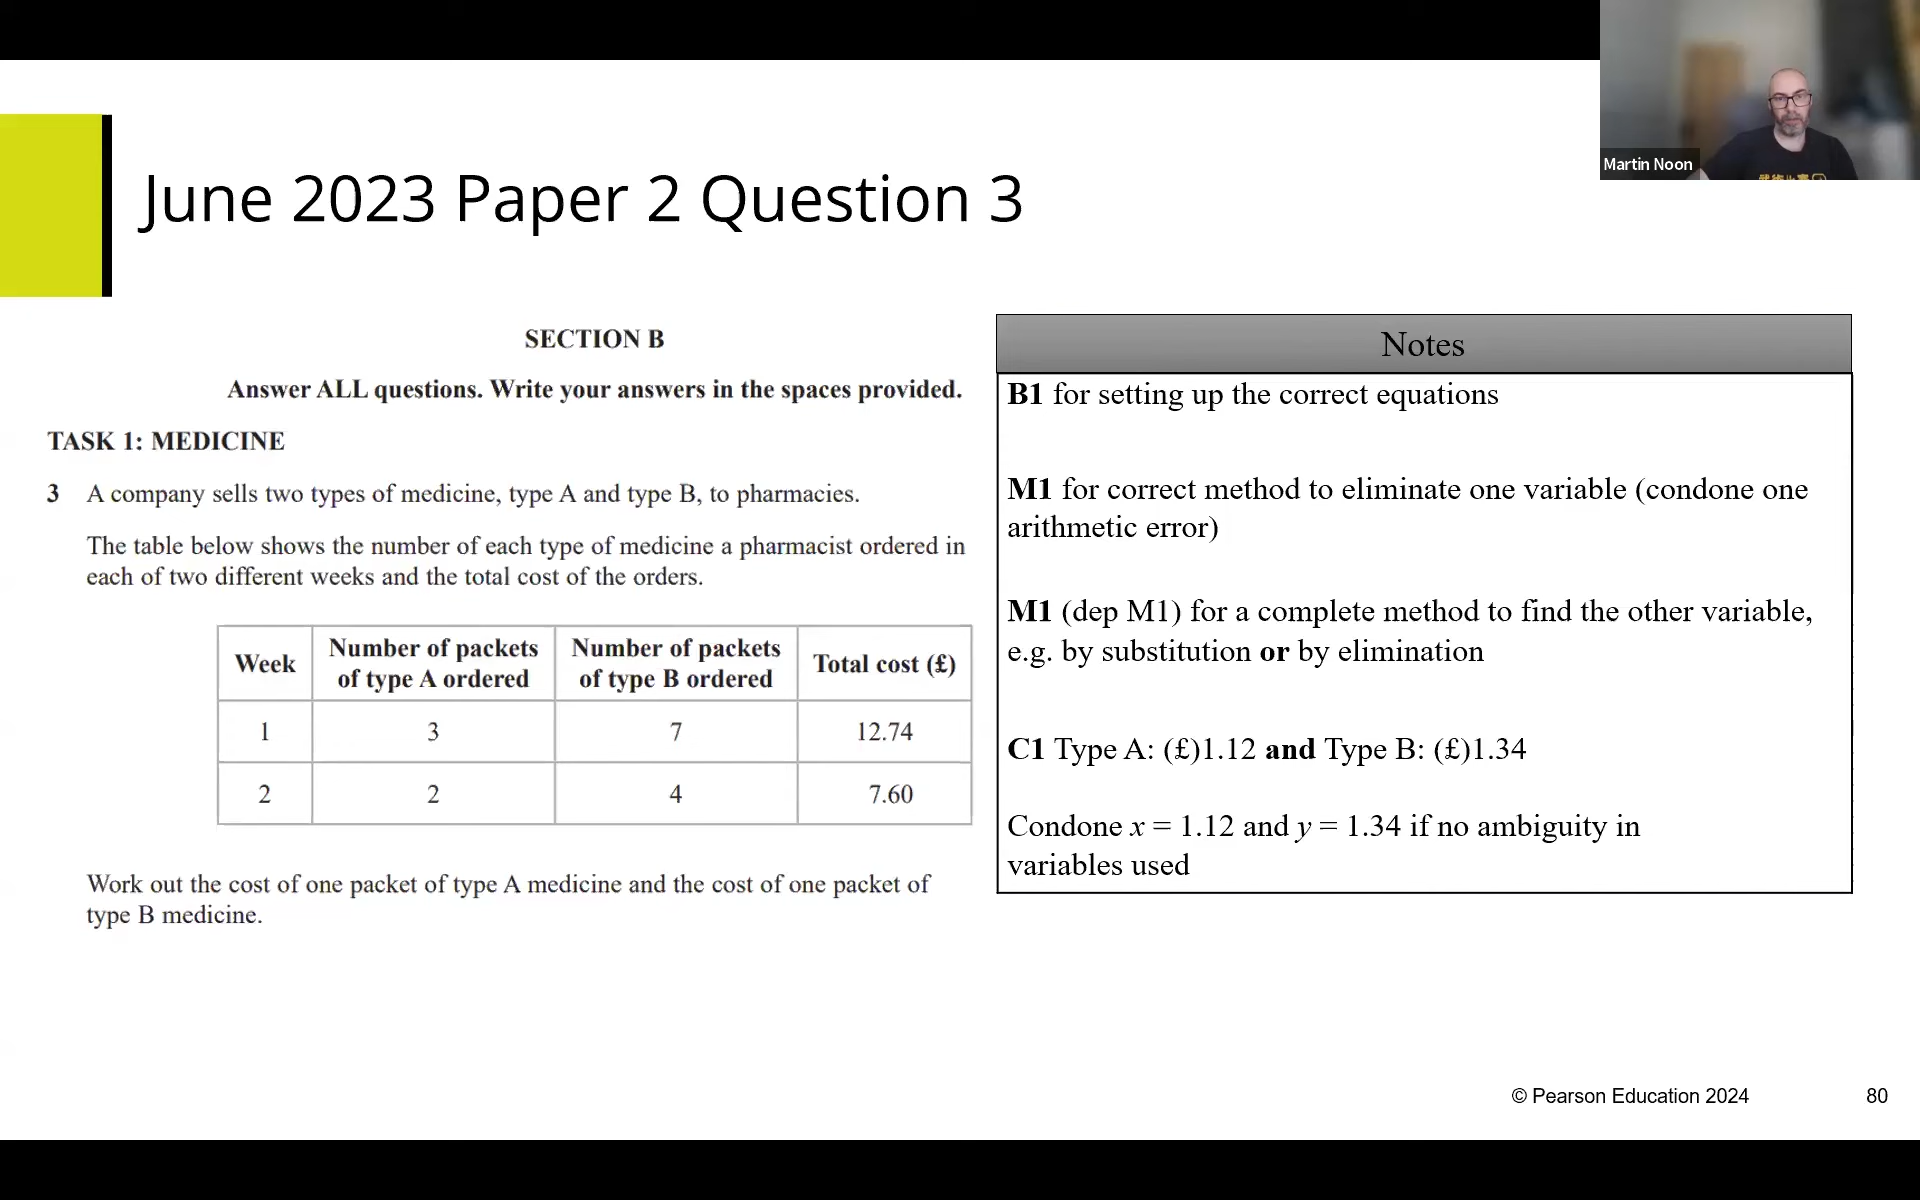 Martin Noon
June 2023 Paper 2 Question 3
SECTION B
Answer ALL questions. Write your answers in the spaces provided.
TASK 1: MEDICINE
3 A company sells two types of medicine, type A and type B, to pharmacies.
The table below shows the number of each type of medicine a pharmacist ordered in
each of two different weeks and the total cost of the orders.
Week
Number of packets
of type A ordered
Number of packets
of type B ordered
Total cost (£)
1 3 7 12.74
2 2 4 7.60
Work out the cost of one packet of type A medicine and the cost of one packet of
type B medicine.
Notes
B1 for setting up the correct equations
M1 for correct method to eliminate one variable (condone one
arithmetic error)
M1 (dep M1) for a complete method to find the other variable,
e.g. by substitution or by elimination
C1 Type A: (£)1.12 and Type B: (£)1.34
Condone x = 1.12 and y = 1.34 if no ambiguity in
variables used
© Pearson Education 2024
80